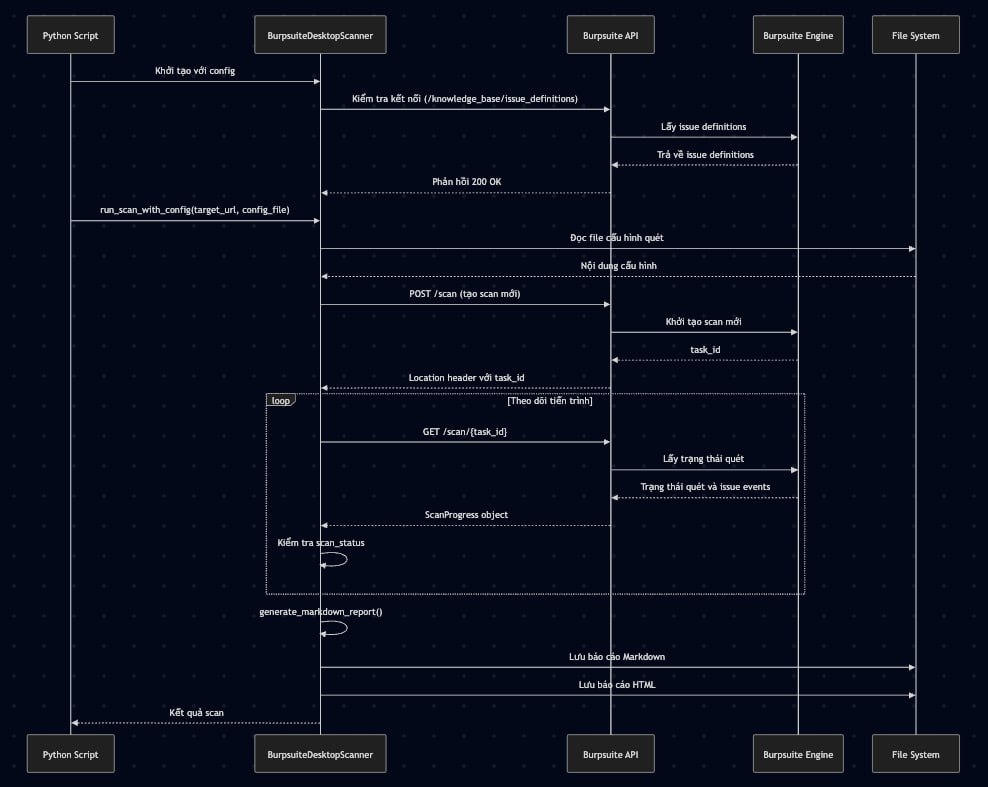 Python Script
BurpsuiteDesktopScanner
Burpsuite API
Burpsuite Engine
File System
Khởi tạo với config
Kiểm tra kết nối (/knowledge_base/issue_definitions)
Lấy issue definitions
Trả về issue definitions
Phản hồi 200 OK
run_scan_with_config(target_url, config_file)
Đọc file cấu hình quét
Nội dung cấu hình
POST /scan (tạo scan mới)
Khởi tạo scan mới
task_id
Location header với task_id
loop
[Theo dõi tiến trình]
GET /scan/{task_id}
Lấy trạng thái quét
Trạng thái quét và issue events
ScanProgress object
Kiểm tra scan_status
generate_markdown_report()
Lưu báo cáo Markdown
Lưu báo cáo HTML
Kết quả scan
Python Script
BurpsuiteDesktopScanner
Burpsuite API
Burpsuite Engine
File System